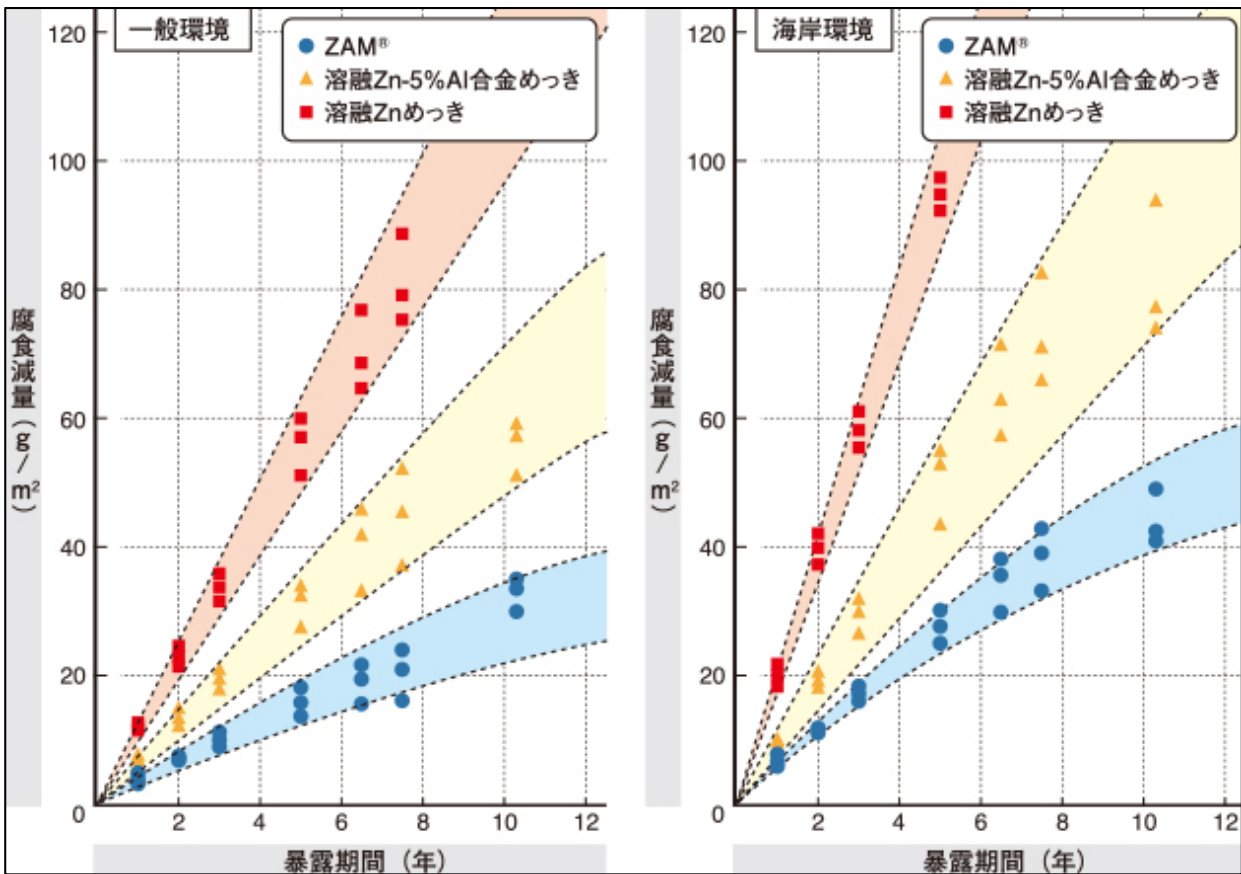 一般環境
ZAM®
溶融Zn-5%Al合金めっき
溶融Znめっき
120
100
80
60
40
20
0
2 4 6 8 10 12
腐食減量(g/m²)
暴露期間(年)
海岸環境
ZAM®
溶融Zn-5%Al合金めっき
溶融Znめっき
120
100
80
60
40
20
0
2 4 6 8 10 12
腐食減量(g/m²)
暴露期間(年)